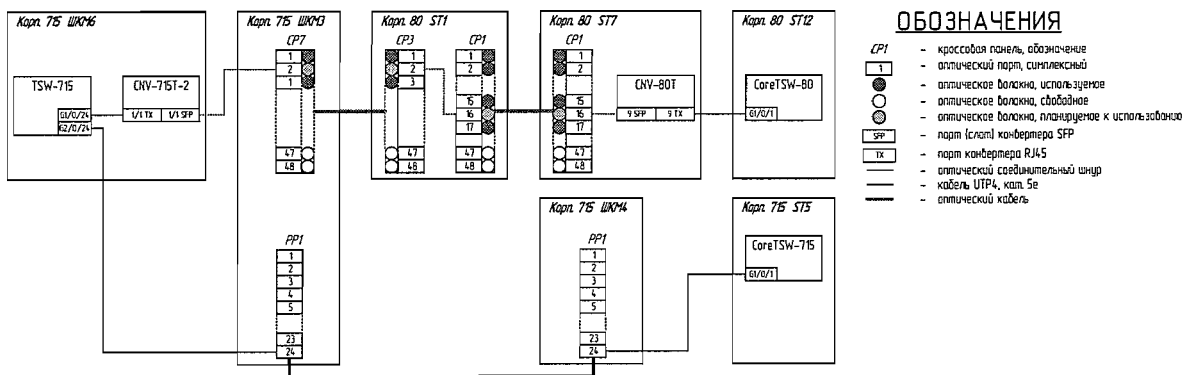 Корп. 715 ШКМ6
TSW-715
G1/0/24
G2/0/24
CNV-715T-2
1/1 TX
1/1 SFP
Корп. 715 ШКМ3
CP7
1
2
1
47
48
PP1
1
2
3
4
5
23
24
Корп. 80 ST1
CP3
1
2
3
47
48
CP1
1
2
15
16
17
47
48
Корп. 80 ST7
CP1
1
2
15
16
17
47
48
CNV-80T
9 SFP
9 TX
Корп. 80 ST12
CoreTSW-80
G1/0/1
Корп. 715 ШКМ4
PP1
1
2
3
4
5
23
24
Корп. 715 ST5
CoreTSW-715
G1/0/1
ОБОЗНАЧЕНИЯ
CP1 - кроссовая панель, обозначение
1 - оптический порт, симплексный
- оптическое волокно, используемое
- оптическое волокно, свободное
- оптическое волокно, планируемое к использованию
SFP - порт (слот) конвертера SFP
TX - порт конвертера RJ45
- оптический соединительный шнур
- кабель UTP4, кат. 5e
- оптический кабель